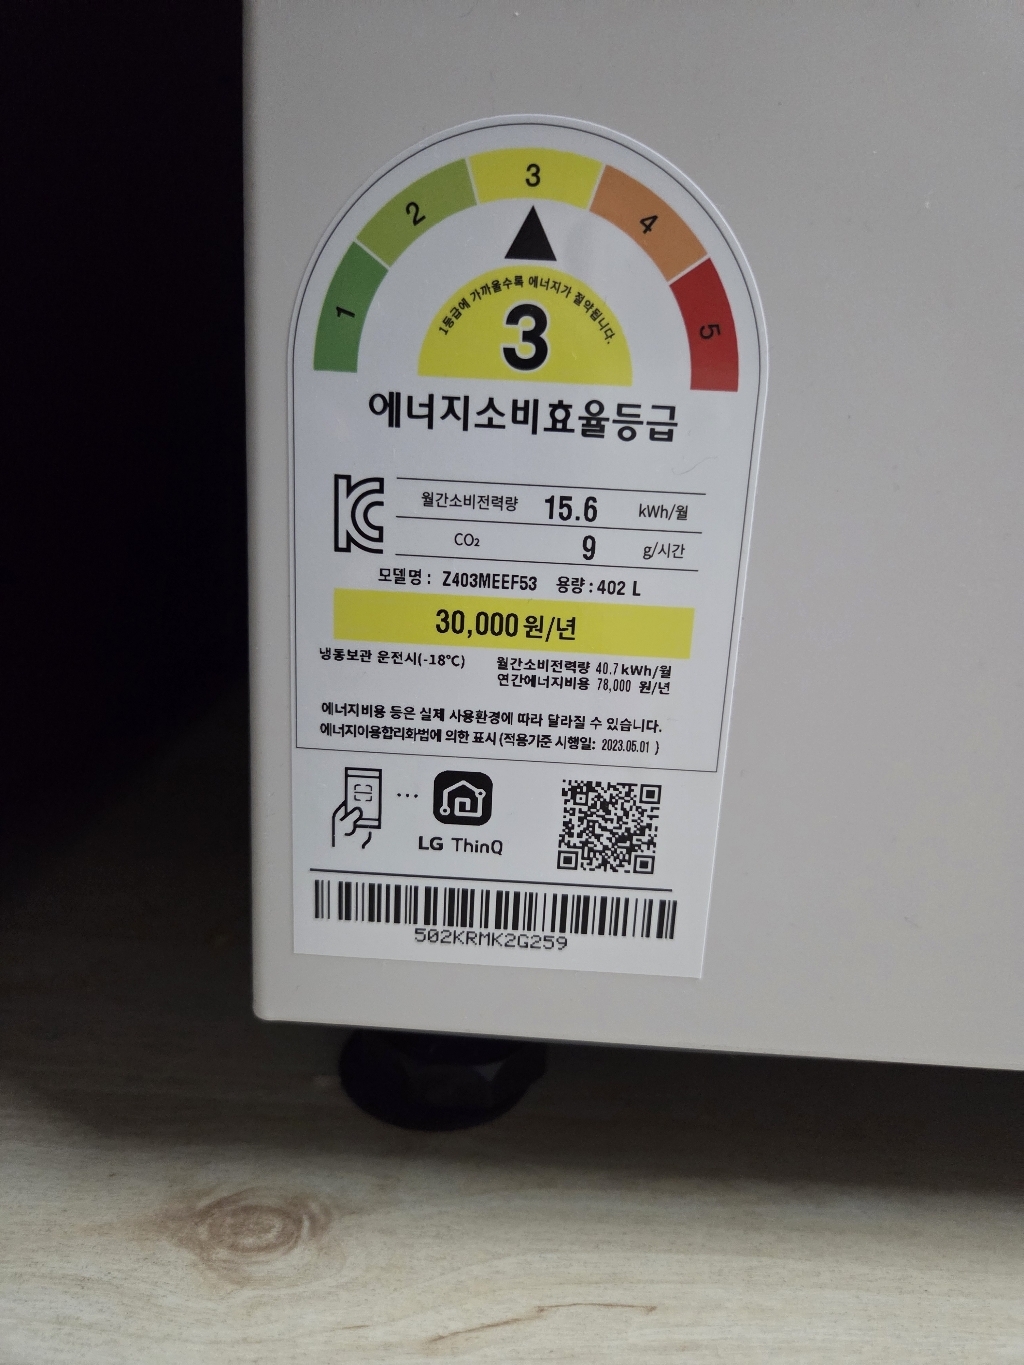 1 2 3 4 5
1등급에 가까울수록 에너지가 절약됩니다.
3
에너지소비효율등급
월간소비전력량 15.6 kWh/월
CO₂ 9 g/시간
모델명 : Z403MEEF53 용량 : 402 L
30,000원/년
냉동보관 운전시(-18℃) 월간소비전력량 40.7 kWh/월
연간에너지비용 78,000 원/년
에너지비용 등은 실제 사용환경에 따라 달라질 수 있습니다.
에너지이용합리화법에 의한 표시 (적용기준 시행일: 2023.05.01 )
LG ThinQ
502KRMK2G259